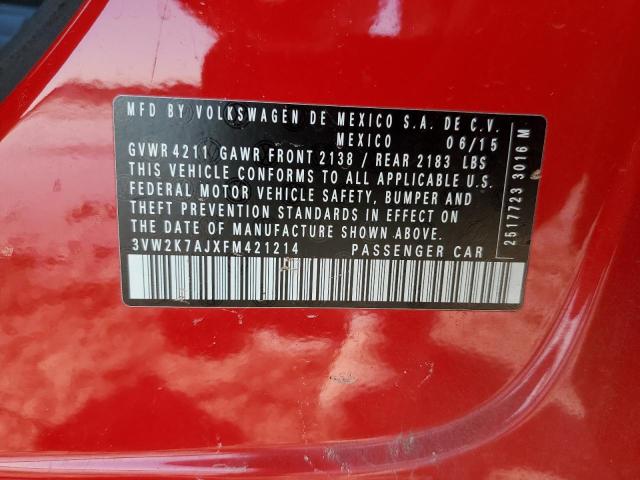 MFD BY VOLKSWAGEN DE MEXICO S.A. DE C.V.
MEXICO 06/15
GVWR 4211 GAWR FRONT 2138 / REAR 2183 LBS
THIS VEHICLE CONFORMS TO ALL APPLICABLE U.S.
FEDERAL MOTOR VEHICLE SAFETY, BUMPER AND
THEFT PREVENTION STANDARDS IN EFFECT ON
THE DATE OF MANUFACTURE SHOWN ABOVE.
3VW2K7AJXFM421214 PASSENGER CAR
2517723 3016 M